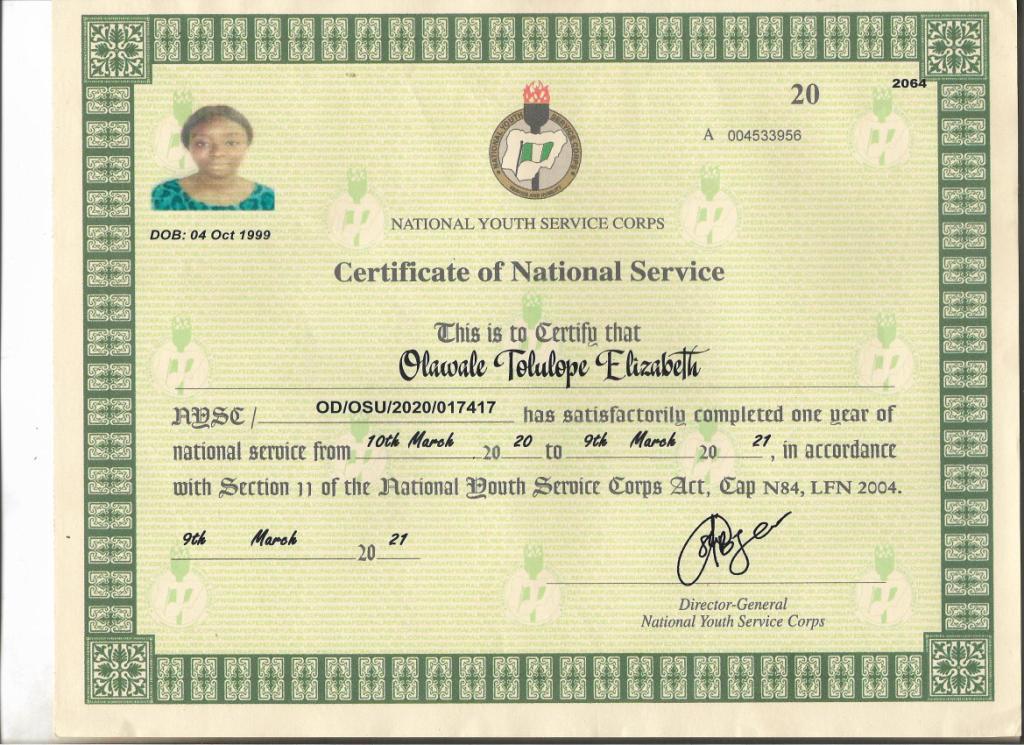 20
2064
A 004533956
NATIONAL YOUTH SERVICE CORPS
NATIONAL YOUTH SERVICE CORPS
DOB: 04 Oct 1999
Certificate of National Service
This is to Certify that
Olawale Tolulope Elizabeth
NYSC / OD/OSU/2020/017417 has satisfactorily completed one year of
national service from 10th March 20 20 to 9th March 20 21, in accordance
with Section 11 of the National Youth Service Corps Act, Cap N84, LFN 2004.
9th March 20 21
Director-General
National Youth Service Corps